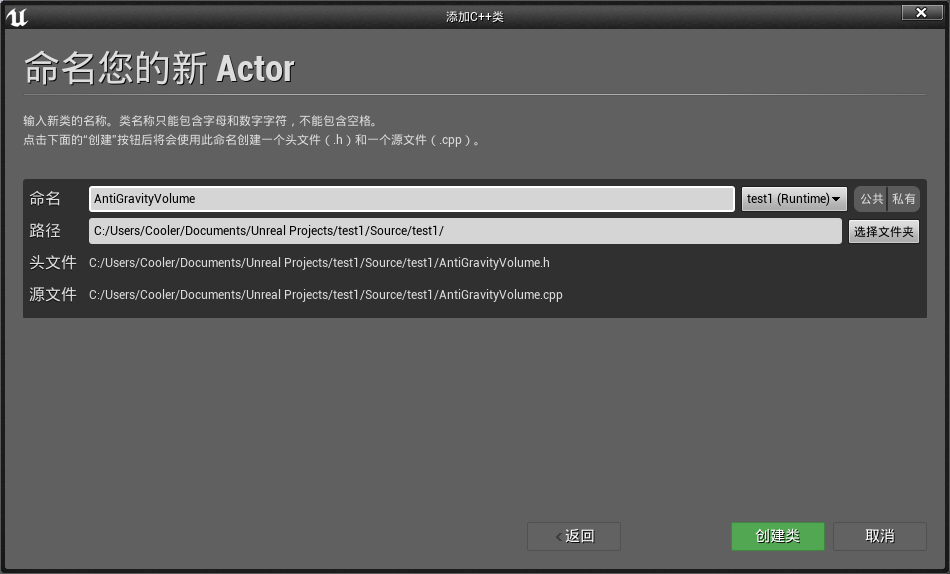 添加C++类
命名您的新 Actor
输入新类的名称。类名称只能包含字母和数字字符，不能包含空格。
点击下面的“创建”按钮后将会使用此命名创建一个头文件（.h）和一个源文件（.cpp）。
命名 AntiGravityVolume test1 (Runtime) 公共 私有
路径 C:/Users/Cooler/Documents/Unreal Projects/test1/Source/test1/ 选择文件夹
头文件 C:/Users/Cooler/Documents/Unreal Projects/test1/Source/test1/AntiGravityVolume.h
源文件 C:/Users/Cooler/Documents/Unreal Projects/test1/Source/test1/AntiGravityVolume.cpp
返回 创建类 取消